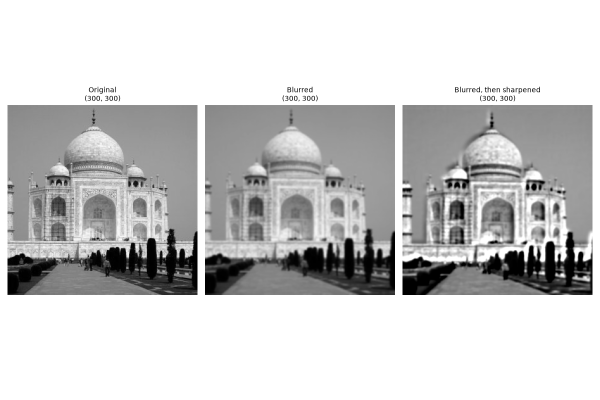 Original
(300, 300)
Blurred
(300, 300)
Blurred, then sharpened
(300, 300)